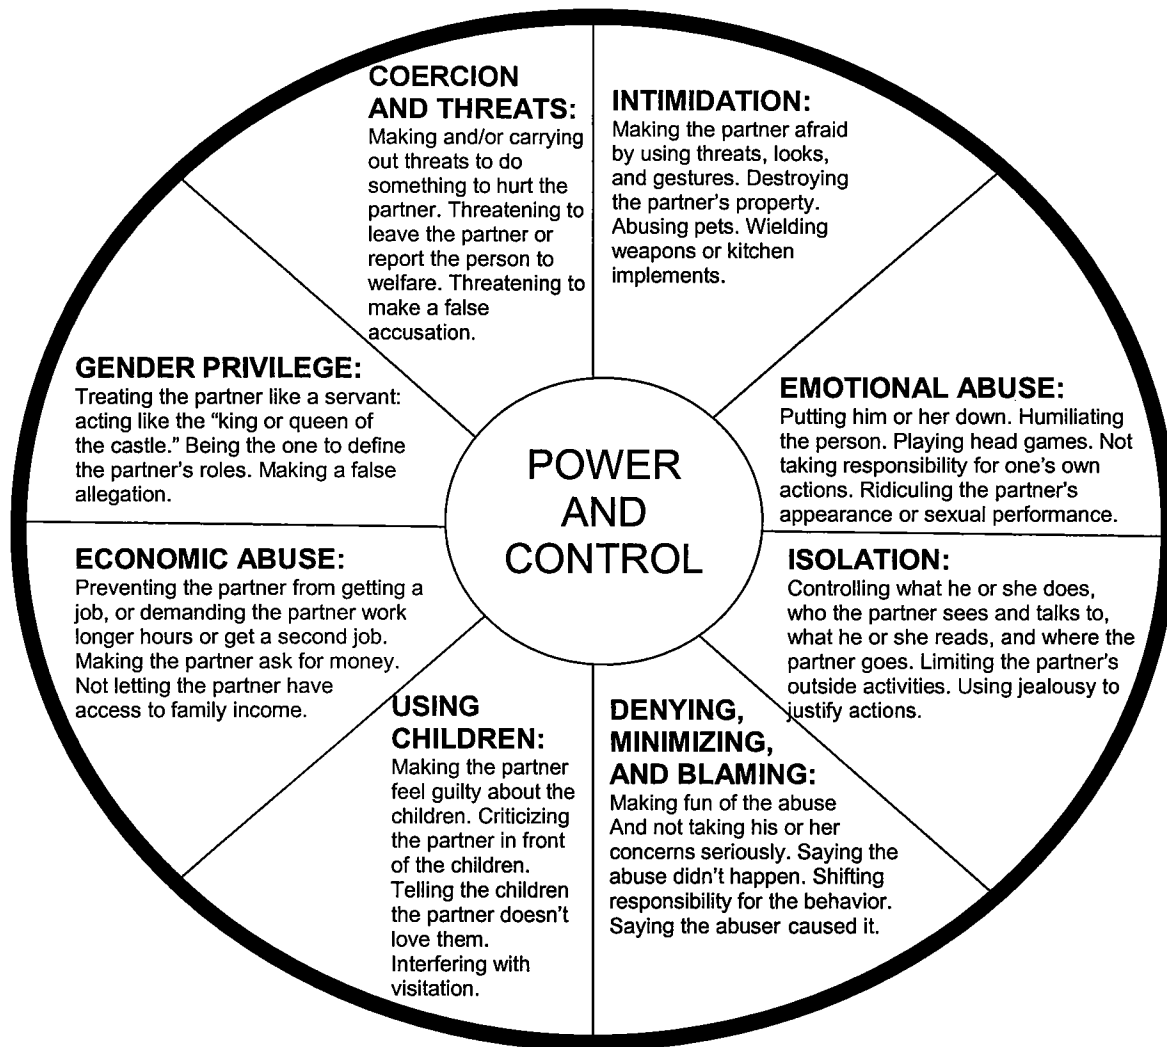 COERCION
AND THREATS:
Making and/or carrying
out threats to do
something to hurt the
partner. Threatening to
leave the partner or
report the person to
welfare. Threatening to
make a false
accusation.
INTIMIDATION:
Making the partner afraid
by using threats, looks,
and gestures. Destroying
the partner's property.
Abusing pets. Wielding
weapons or kitchen
implements.
GENDER PRIVILEGE:
Treating the partner like a servant:
acting like the “king or queen of
the castle.” Being the one to define
the partner's roles. Making a false
allegation.
EMOTIONAL ABUSE:
Putting him or her down. Humiliating
the person. Playing head games. Not
taking responsibility for one's own
actions. Ridiculing the partner's
appearance or sexual performance.
POWER
AND
CONTROL
ECONOMIC ABUSE:
Preventing the partner from getting a
job, or demanding the partner work
longer hours or get a second job.
Making the partner ask for money.
Not letting the partner have
access to family income.
ISOLATION:
Controlling what he or she does,
who the partner sees and talks to,
what he or she reads, and where the
partner goes. Limiting the partner's
outside activities. Using jealousy to
justify actions.
USING
CHILDREN:
Making the partner
feel guilty about the
children. Criticizing
the partner in front
of the children.
Telling the children
the partner doesn't
love them.
Interfering with
visitation.
DENYING,
MINIMIZING,
AND BLAMING:
Making fun of the abuse
And not taking his or her
concerns seriously. Saying the
abuse didn't happen. Shifting
responsibility for the behavior.
Saying the abuser caused it.